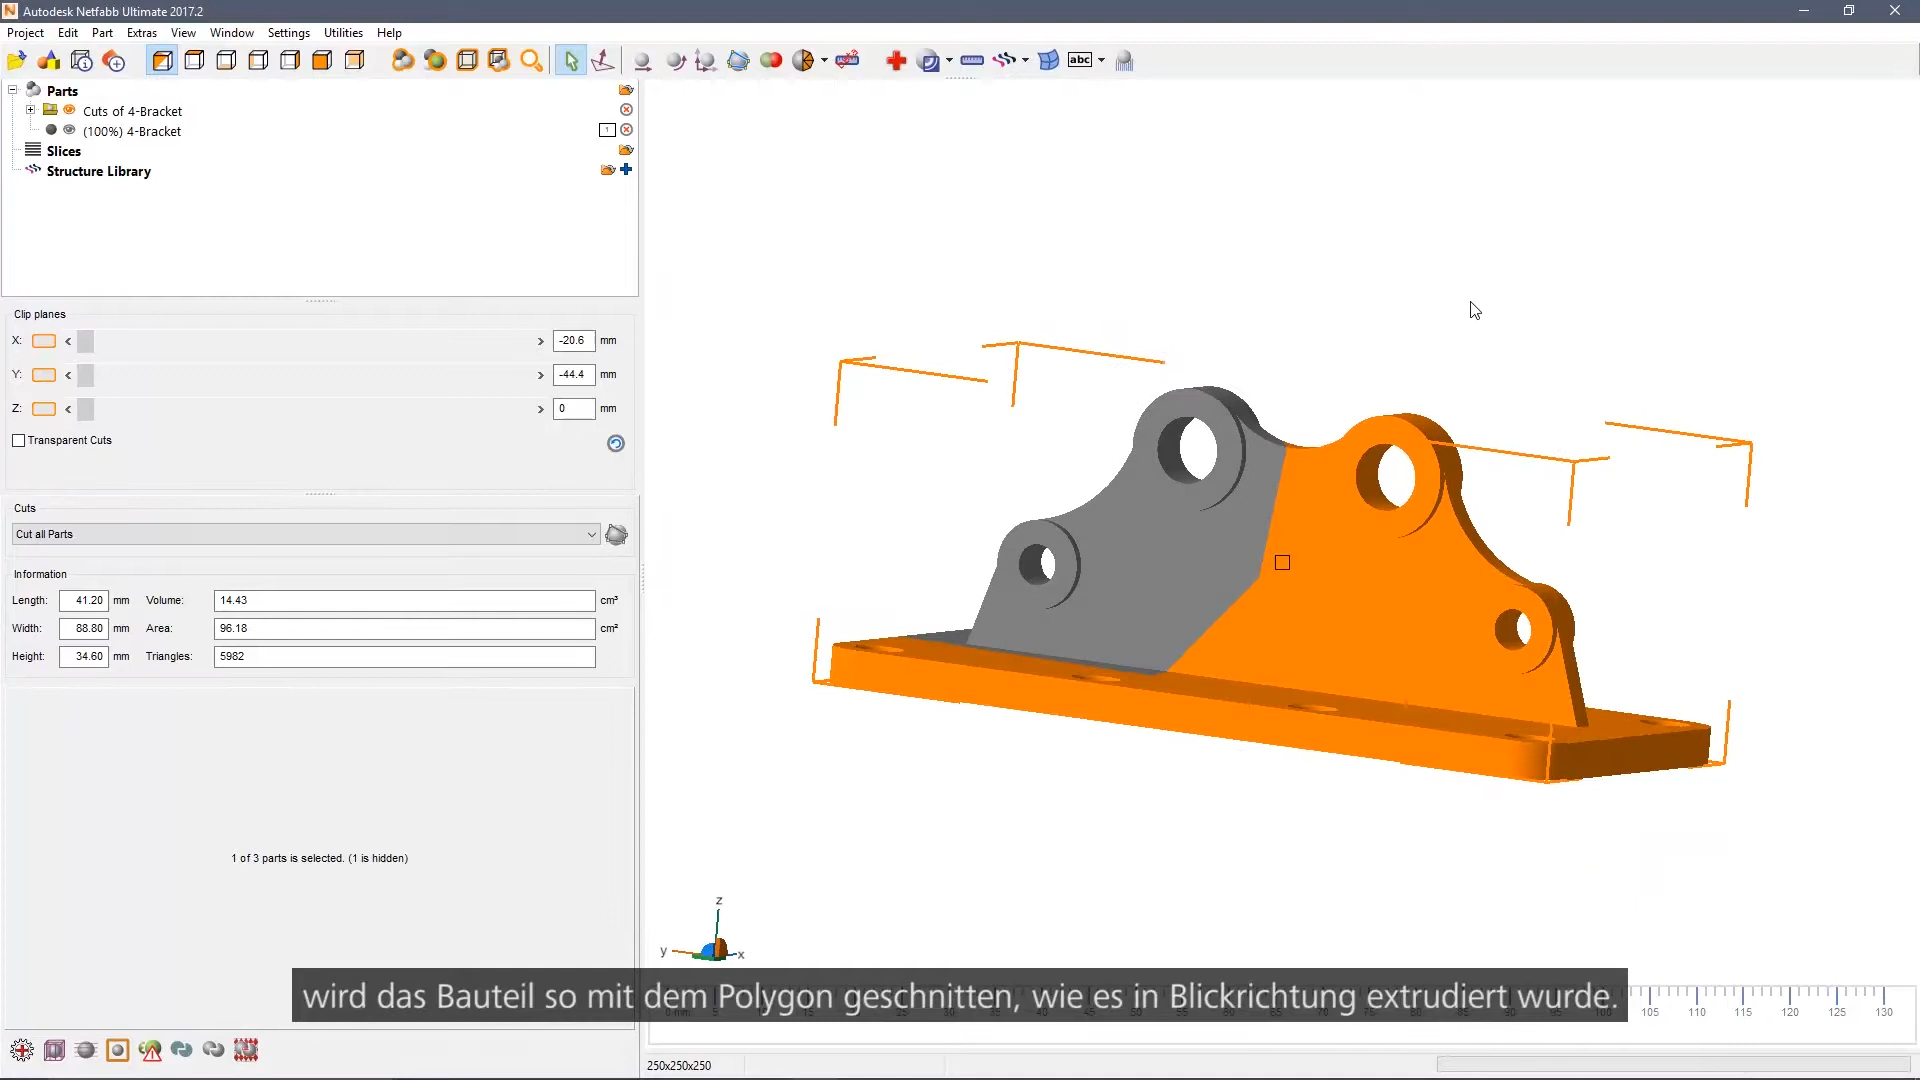 Autodesk Netfabb Ultimate 2017.2
Project Edit Part Extras View Window Settings Utilities Help
abc
Parts
Cuts of 4-Bracket
(100%) 4-Bracket
1
Slices
Structure Library
Clip planes
X: < > -20.6 mm
Y: < > -44.4 mm
Z: < > 0 mm
Transparent Cuts
Cuts
Cut all Parts
Information
Length: 41.20 mm Volume: 14.43 cm³
Width: 88.80 mm Area: 96.18 cm²
Height: 34.60 mm Triangles: 5982
1 of 3 parts is selected. (1 is hidden)
z
y
x
wird das Bauteil so mit dem Polygon geschnitten, wie es in Blickrichtung extrudiert wurde.
105 110 115 120 125 130
250x250x250